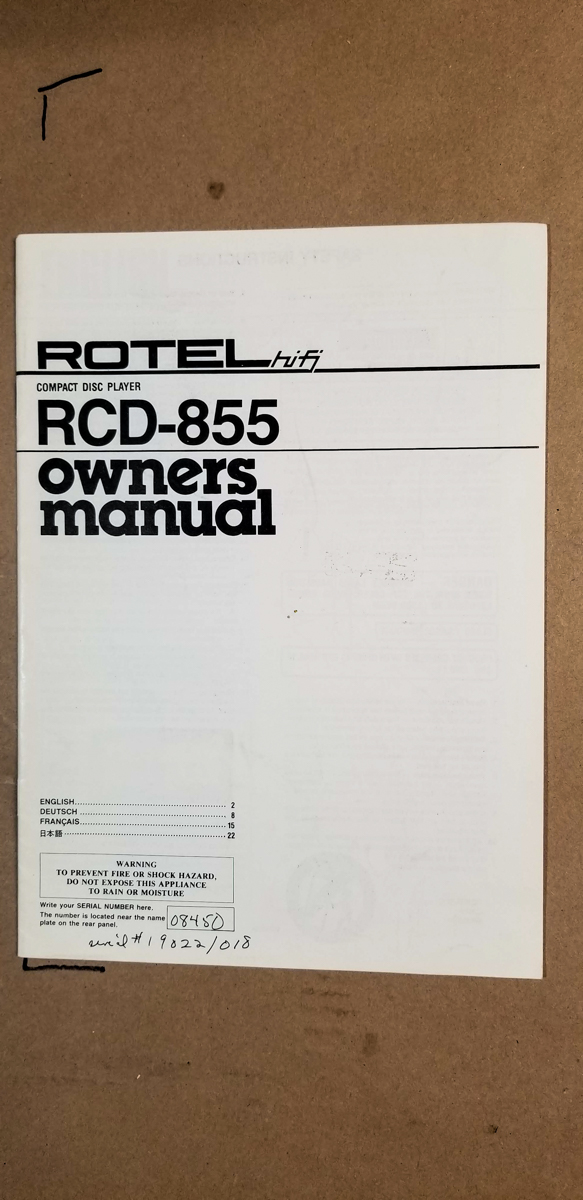 ROTEL hi-fi
COMPACT DISC PLAYER
RCD-855
owners
manual
ENGLISH 2
DEUTSCH 8
FRANÇAIS 15
日本語 22
WARNING
TO PREVENT FIRE OR SHOCK HAZARD,
DO NOT EXPOSE THIS APPLIANCE
TO RAIN OR MOISTURE
Write your SERIAL NUMBER here.
The number is located near the name
plate on the rear panel.
08450
# 19022/018